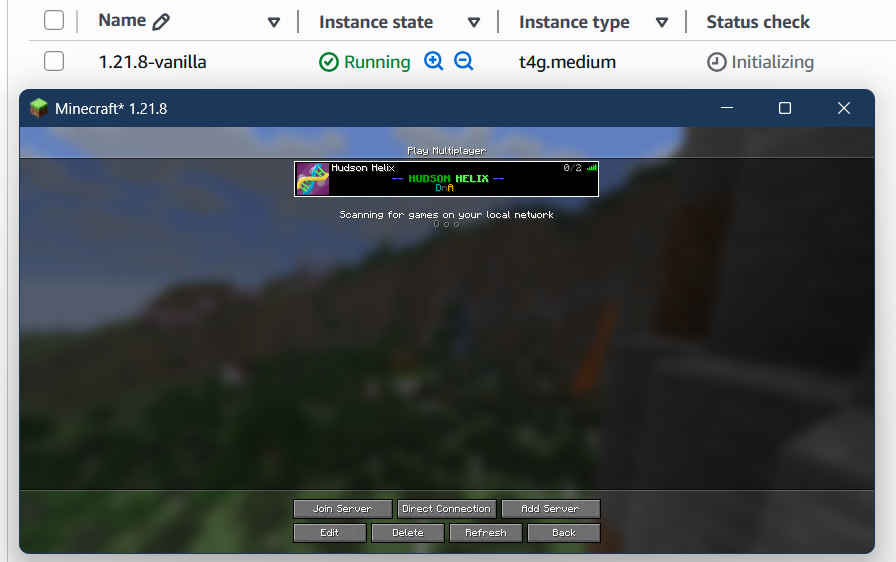 Name Instance state Instance type Status check
1.21.8-vanilla Running t4g.medium Initializing
Minecraft* 1.21.8
Play Multiplayer
Hudson Helix 0/2
-- HUDSON HELIX --
DnA
Scanning for games on your local network
O o o
Join Server Direct Connection Add Server
Edit Delete Refresh Back